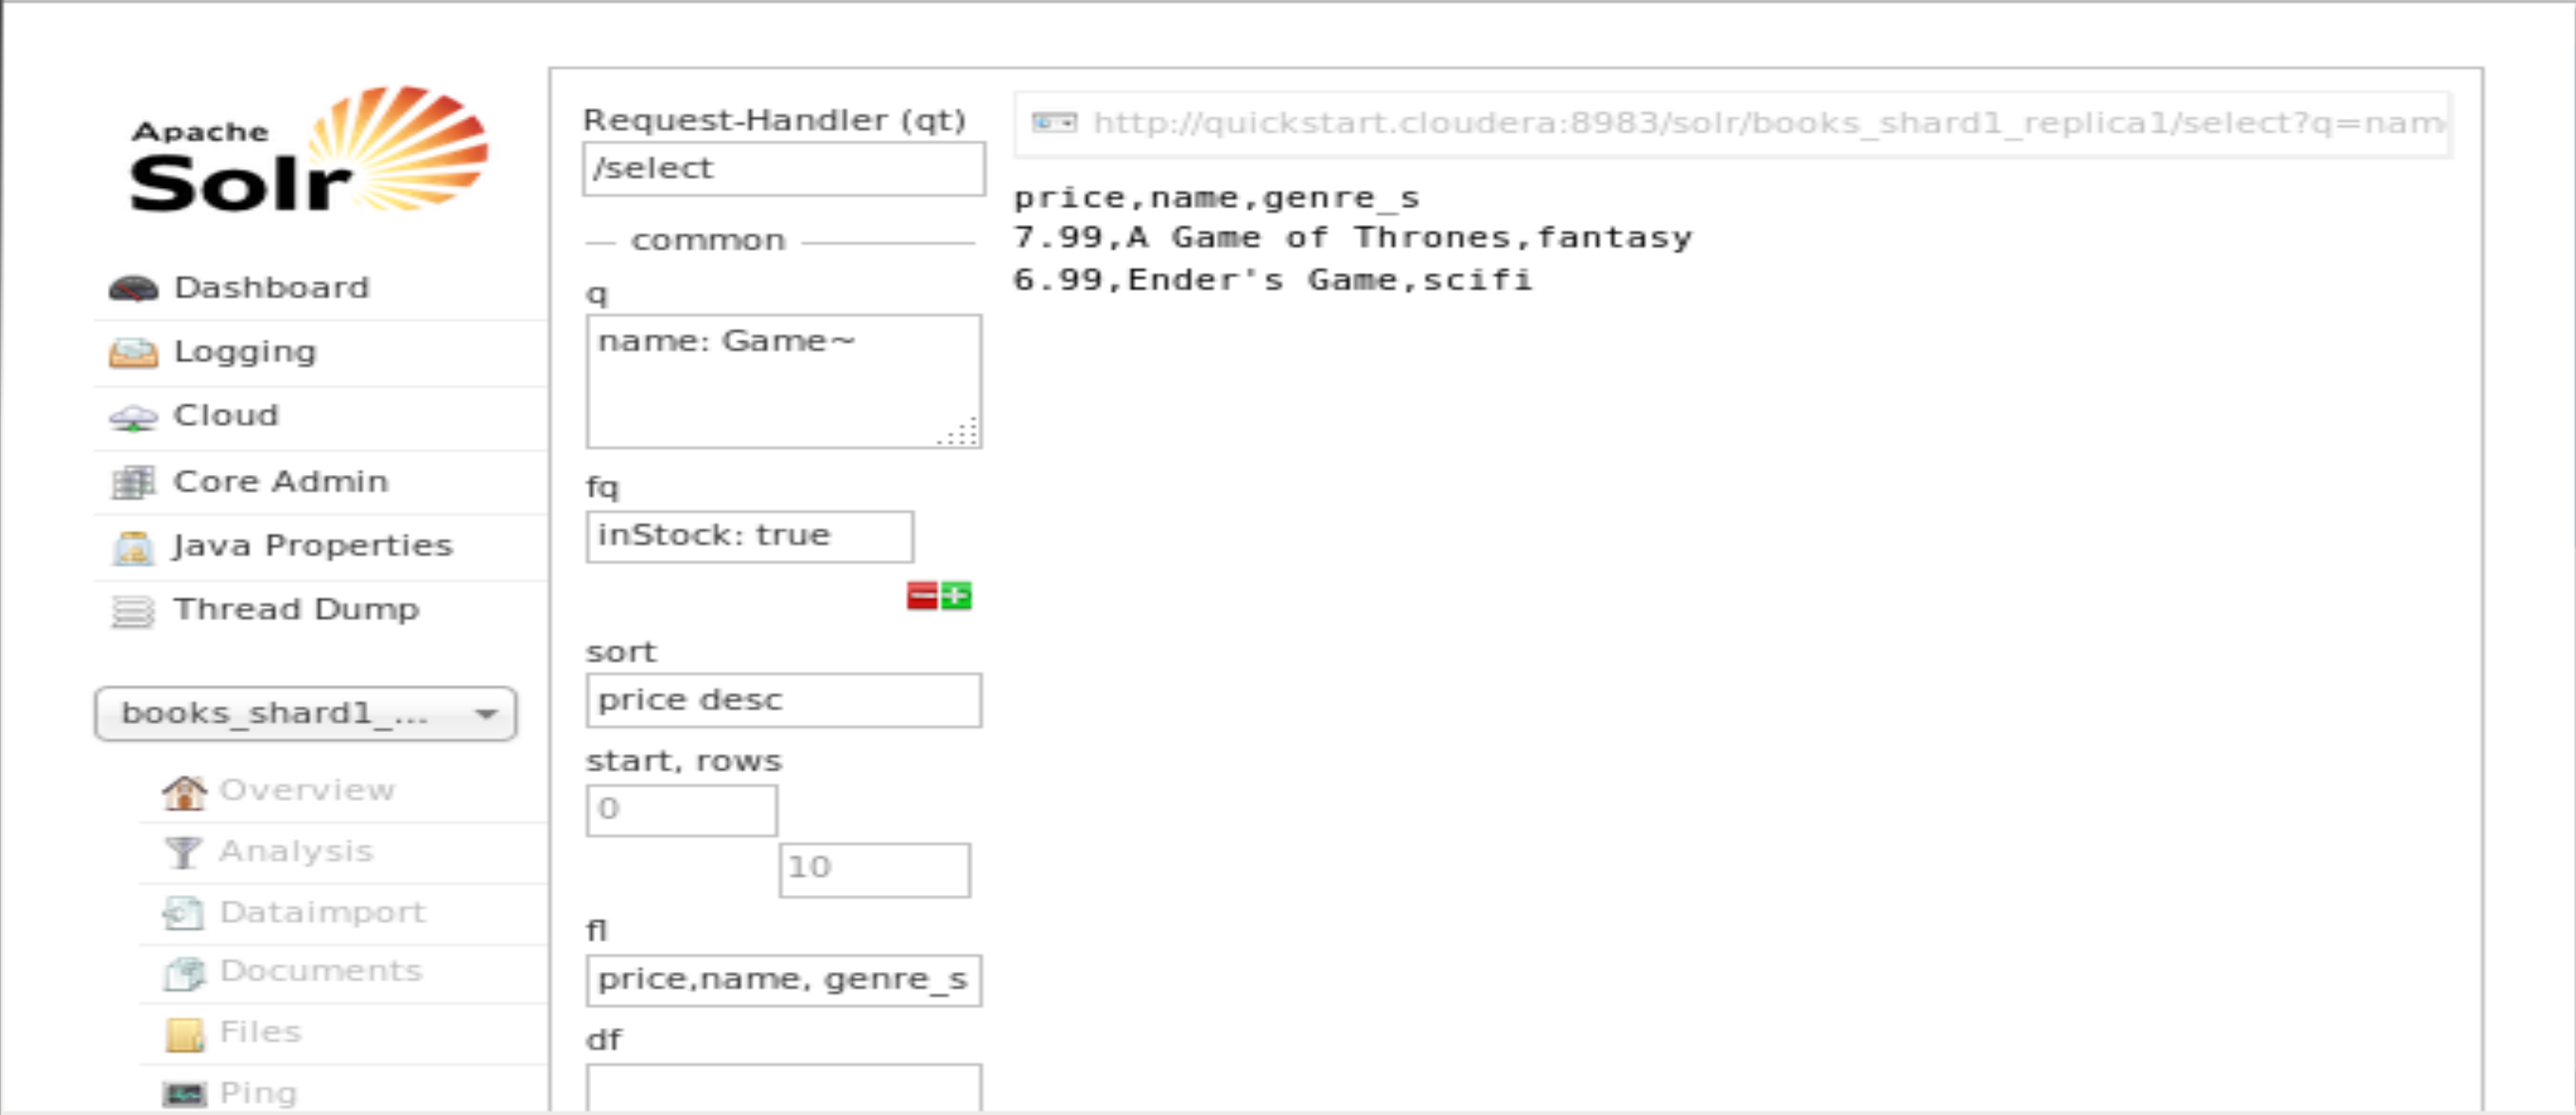 Apache
Solr
Dashboard
Logging
Cloud
Core Admin
Java Properties
Thread Dump
books_shard1_...
Overview
Analysis
Dataimport
Documents
Files
Ping
Request-Handler (qt)
/select
common
q
name: Game~
fq
inStock: true
sort
price desc
start, rows
0
10
fl
price,name, genre_s
df
http://quickstart.cloudera:8983/solr/books_shard1_replica1/select?q=nam
price,name,genre_s
7.99,A Game of Thrones,fantasy
6.99,Ender's Game,scifi